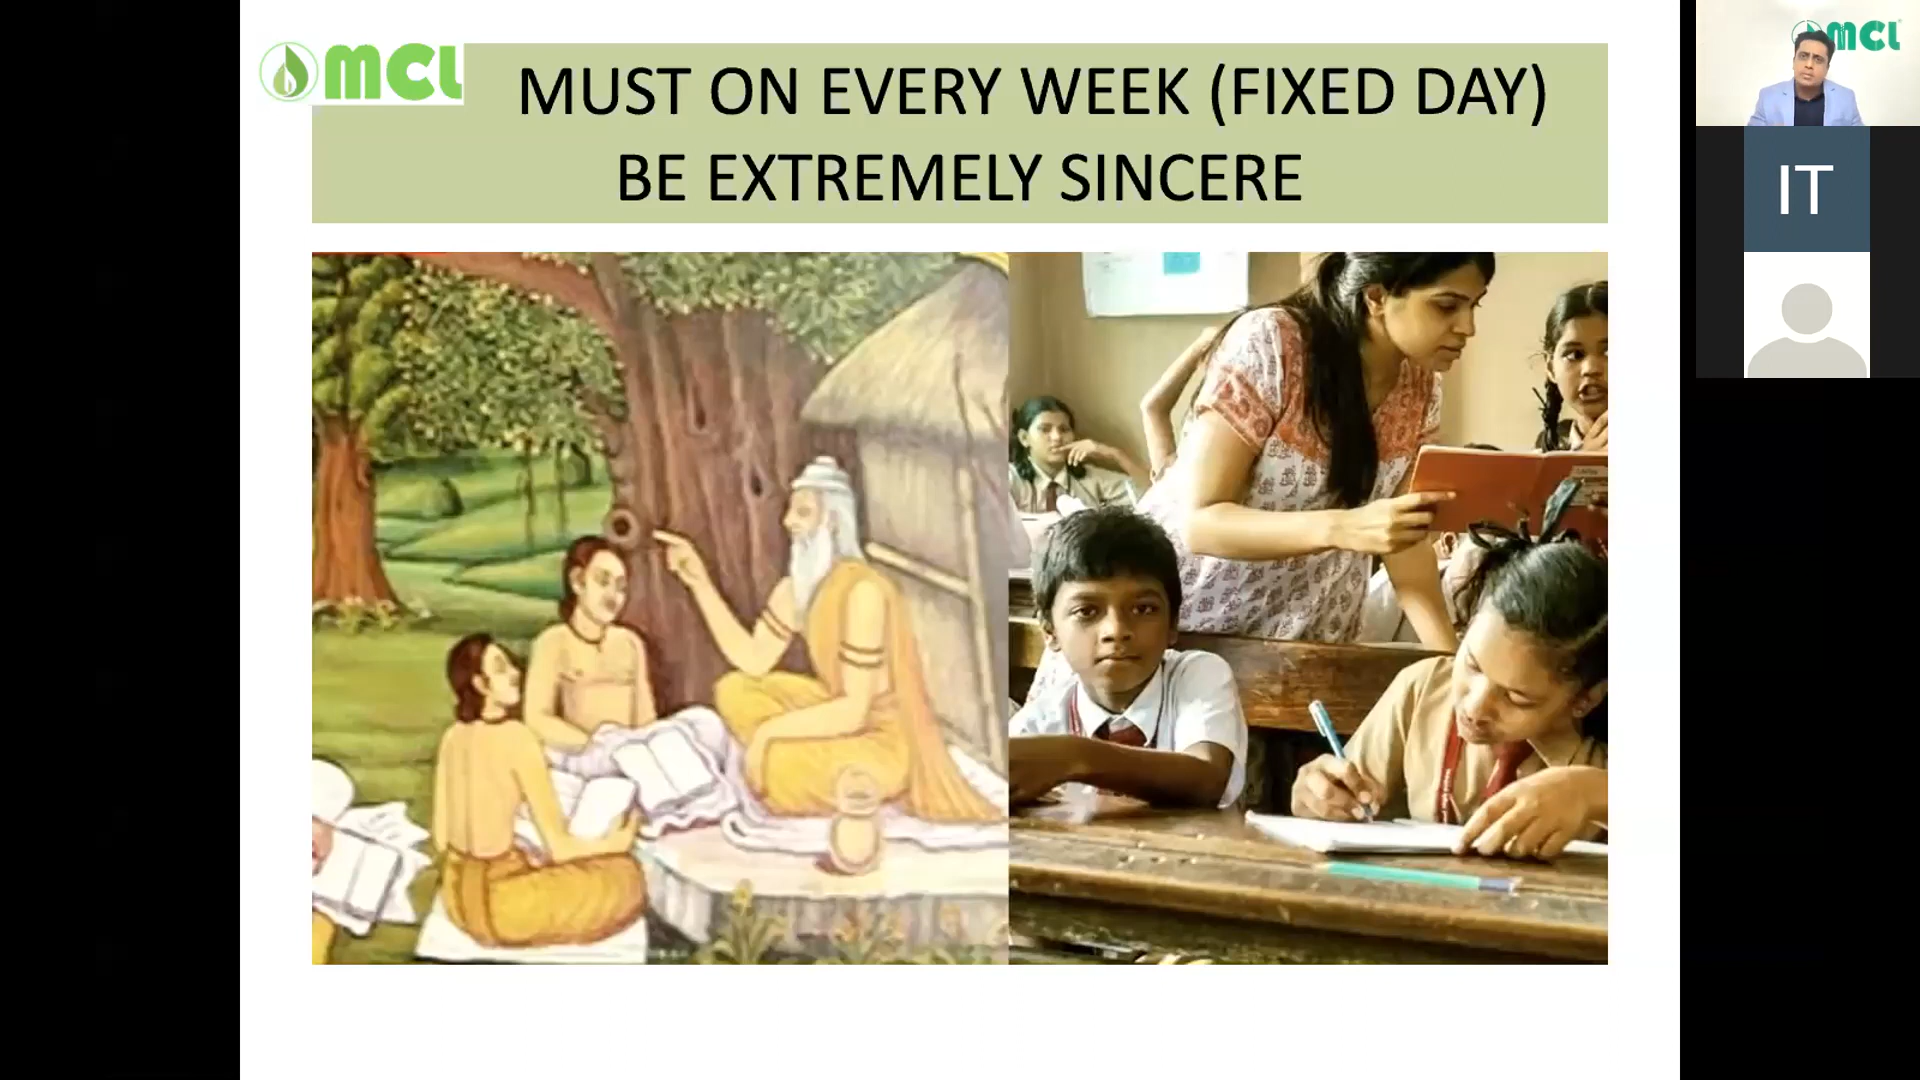 MCL
MUST ON EVERY WEEK (FIXED DAY)
BE EXTREMELY SINCERE
MCL
IT